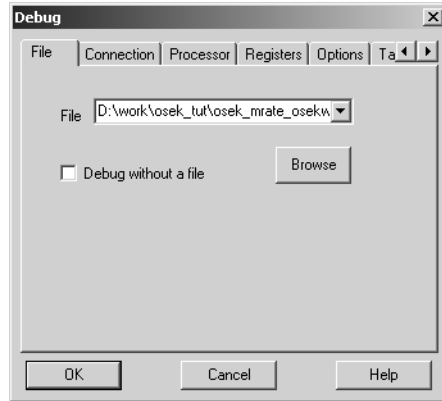 Debug
File Connection Processor Registers Options Ta
File D:\work\osek_tut\osek_mrate_osekw
Debug without a file Browse
OK Cancel Help